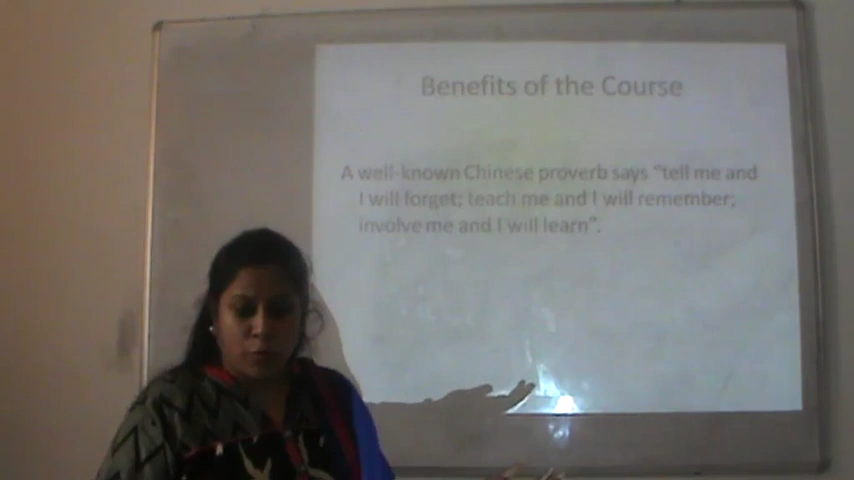 Benefits of the Course
A well-known Chinese proverb says "tell me and
I will forget; teach me and I will remember;
involve me and I will learn".